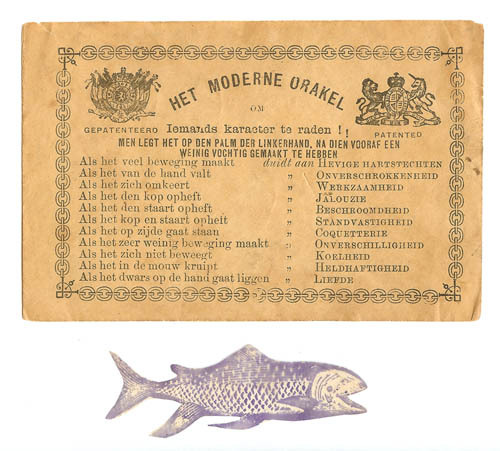 HET MODERNE ORAKEL
OM
GEPATENTEERD Iemands karacter te raden !! PATENTED
MEN LEGT HET OP DEN PALM DER LINKERHAND, NA DIEN VOORAF EEN
WEINIG VOCHTIG GEMAAKT TE HEBBEN
Als het veel beweging maakt duidt aan HEVIGE HARTSTECHTEN
Als het van de hand valt " ONVERSCHROKKENHEID
Als het zich omkeert " WERKZAAMHEID
Als het den kop opheft " JALOUZIE
Als het den staart opheft " BESCHROOMDHEID
Als het kop en staart opheft " STANDVASTIGHEID
Als het op zijde gaat staan " COQUETTERIE
Als het zeer weinig beweging maakt " ONVERSCHILLIGHEID
Als het zich niet beweegt " KOELHEID
Als het in de mouw kruipt " HELDHAFTIGHEID
Als het dwars op de hand gaat liggen " LIEFDE